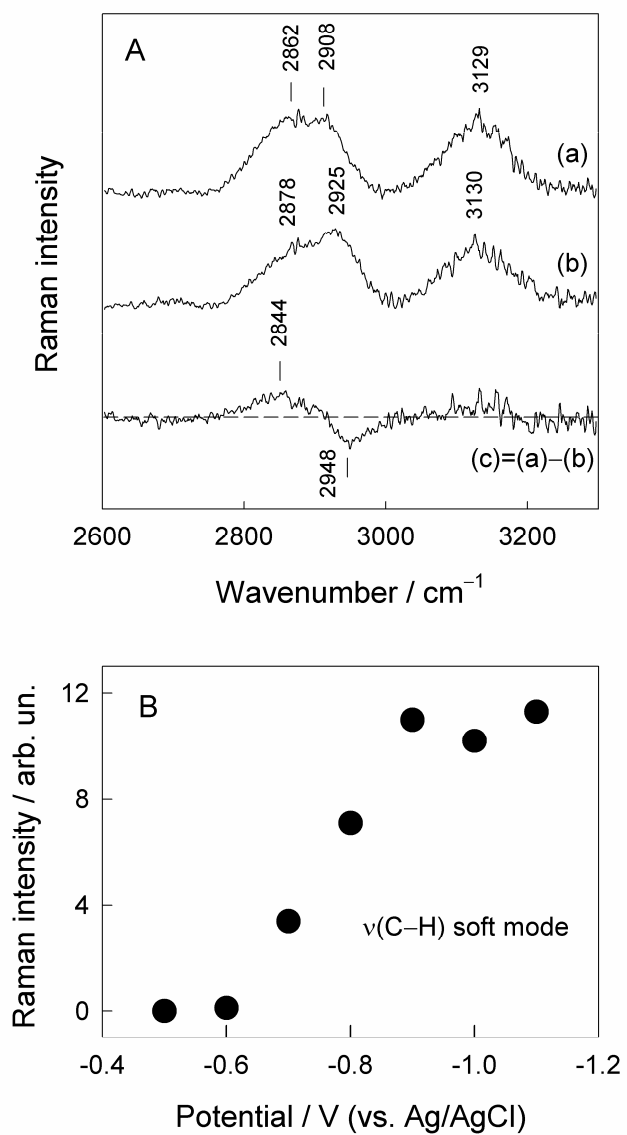 A
2862
2908
3129
(a)
2878
2925
3130
(b)
2844
2948
(c)=(a)−(b)
Raman intensity
2600
2800
3000
3200
Wavenumber / cm⁻¹
B
12
8
4
0
ν(C−H) soft mode
Raman intensity / arb. un.
-0.4
-0.6
-0.8
-1.0
-1.2
Potential / V (vs. Ag/AgCl)